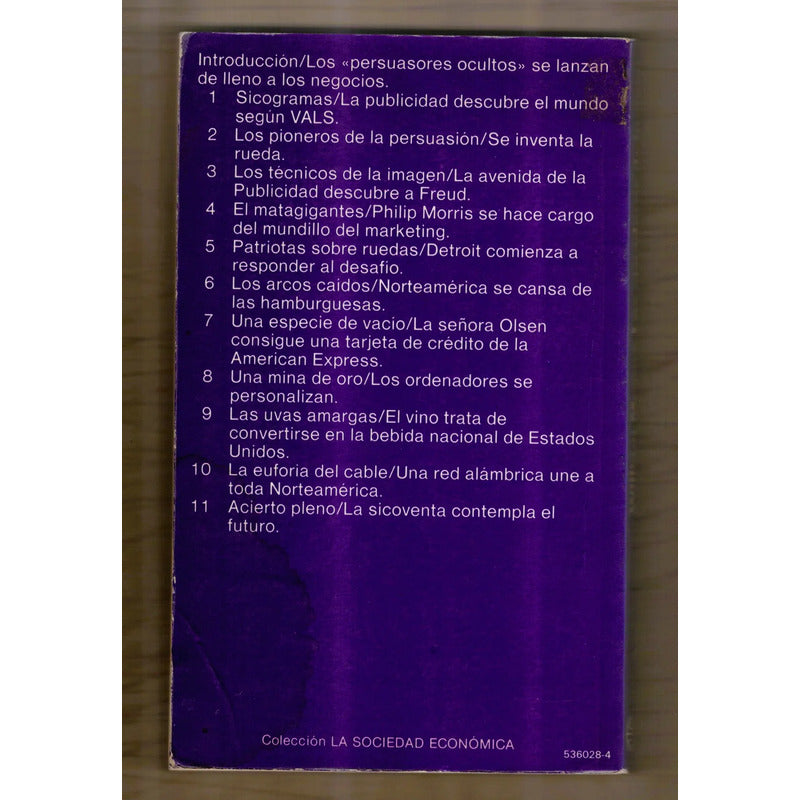 Introducción/Los «persuasores ocultos» se lanzan
de lleno a los negocios.
1 Sicogramas/La publicidad descubre el mundo
según VALS.
2 Los pioneros de la persuasión/Se inventa la
rueda.
3 Los técnicos de la imagen/La avenida de la
Publicidad descubre a Freud.
4 El matagigantes/Philip Morris se hace cargo
del mundillo del marketing.
5 Patriotas sobre ruedas/Detroit comienza a
responder al desafio.
6 Los arcos caidos/Norteamérica se cansa de
las hamburguesas.
7 Una especie de vacio/La señora Olsen
consigue una tarjeta de crédito de la
American Express.
8 Una mina de oro/Los ordenadores se
personalizan.
9 Las uvas amargas/El vino trata de
convertirse en la bebida nacional de Estados
Unidos.
10 La euforia del cable/Una red alámbrica une a
toda Norteamérica.
11 Acierto pleno/La sicoventa contempla el
futuro.
Colección LA SOCIEDAD ECONÓMICA
536028-4